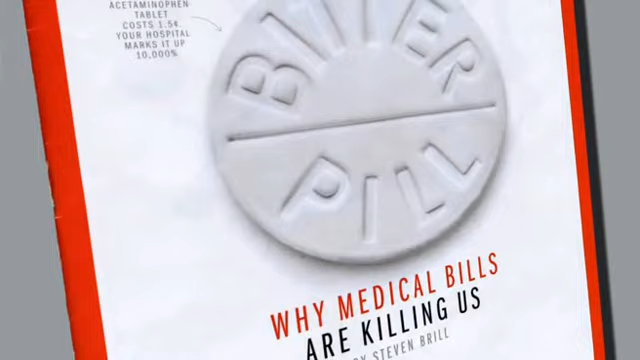 ACETAMINOPHEN
TABLET
COSTS 1.5¢.
YOUR HOSPITAL
MARKS IT UP
10,000%
BITTER
PILL
WHY MEDICAL BILLS
ARE KILLING US
BY STEVEN BRILL